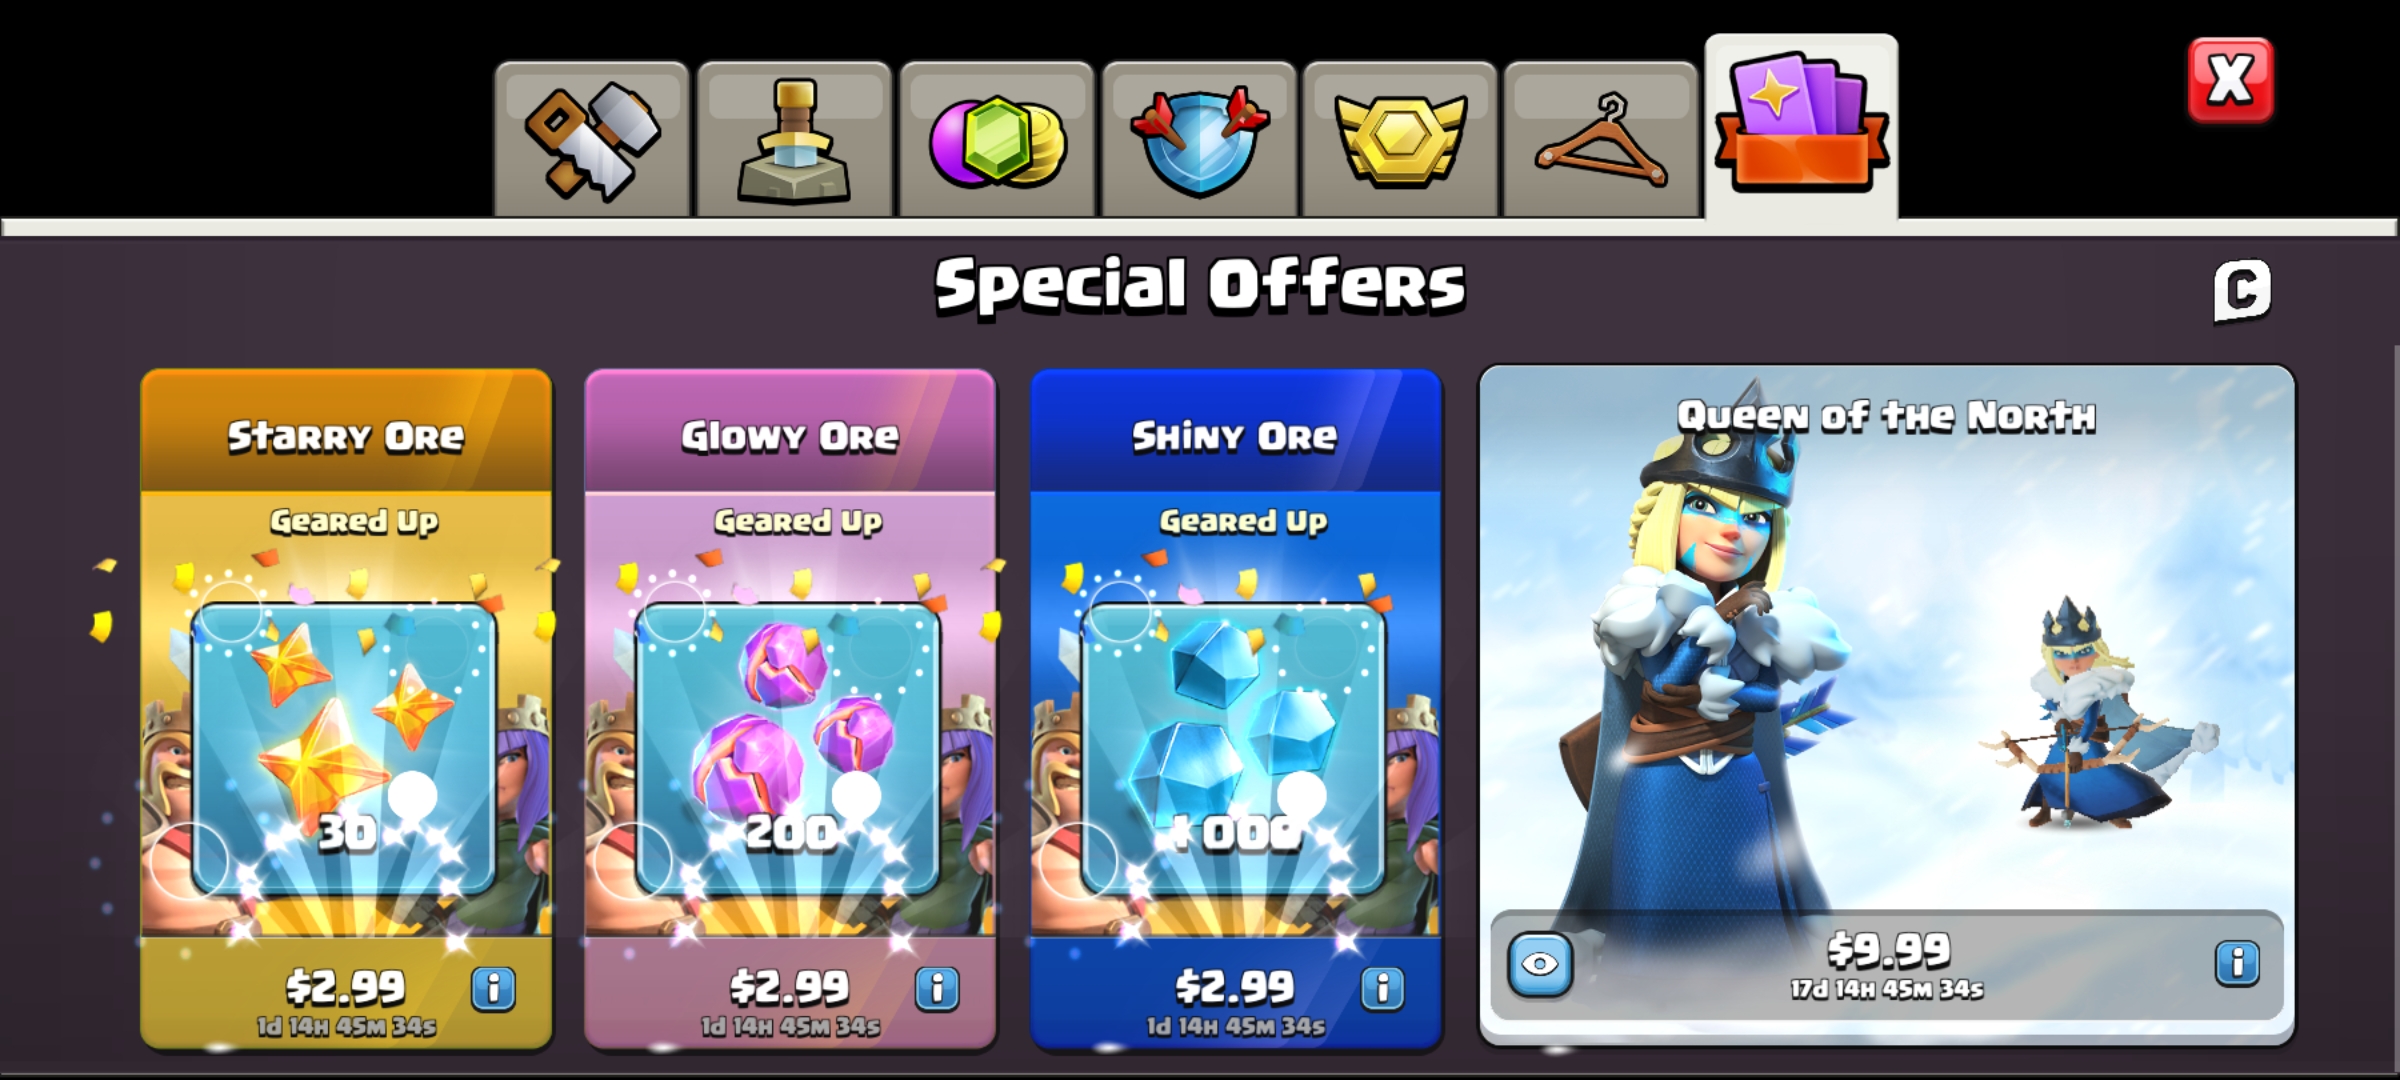 X
Special Offers
C
Starry Ore
Geared Up
30
$2.99
1d 14H 45M 34s
Glowy Ore
Geared Up
200
$2.99
1d 14H 45M 34s
Shiny Ore
Geared Up
1000
$2.99
1d 14H 45M 34s
Queen of the North
$9.99
17d 14H 45M 34s